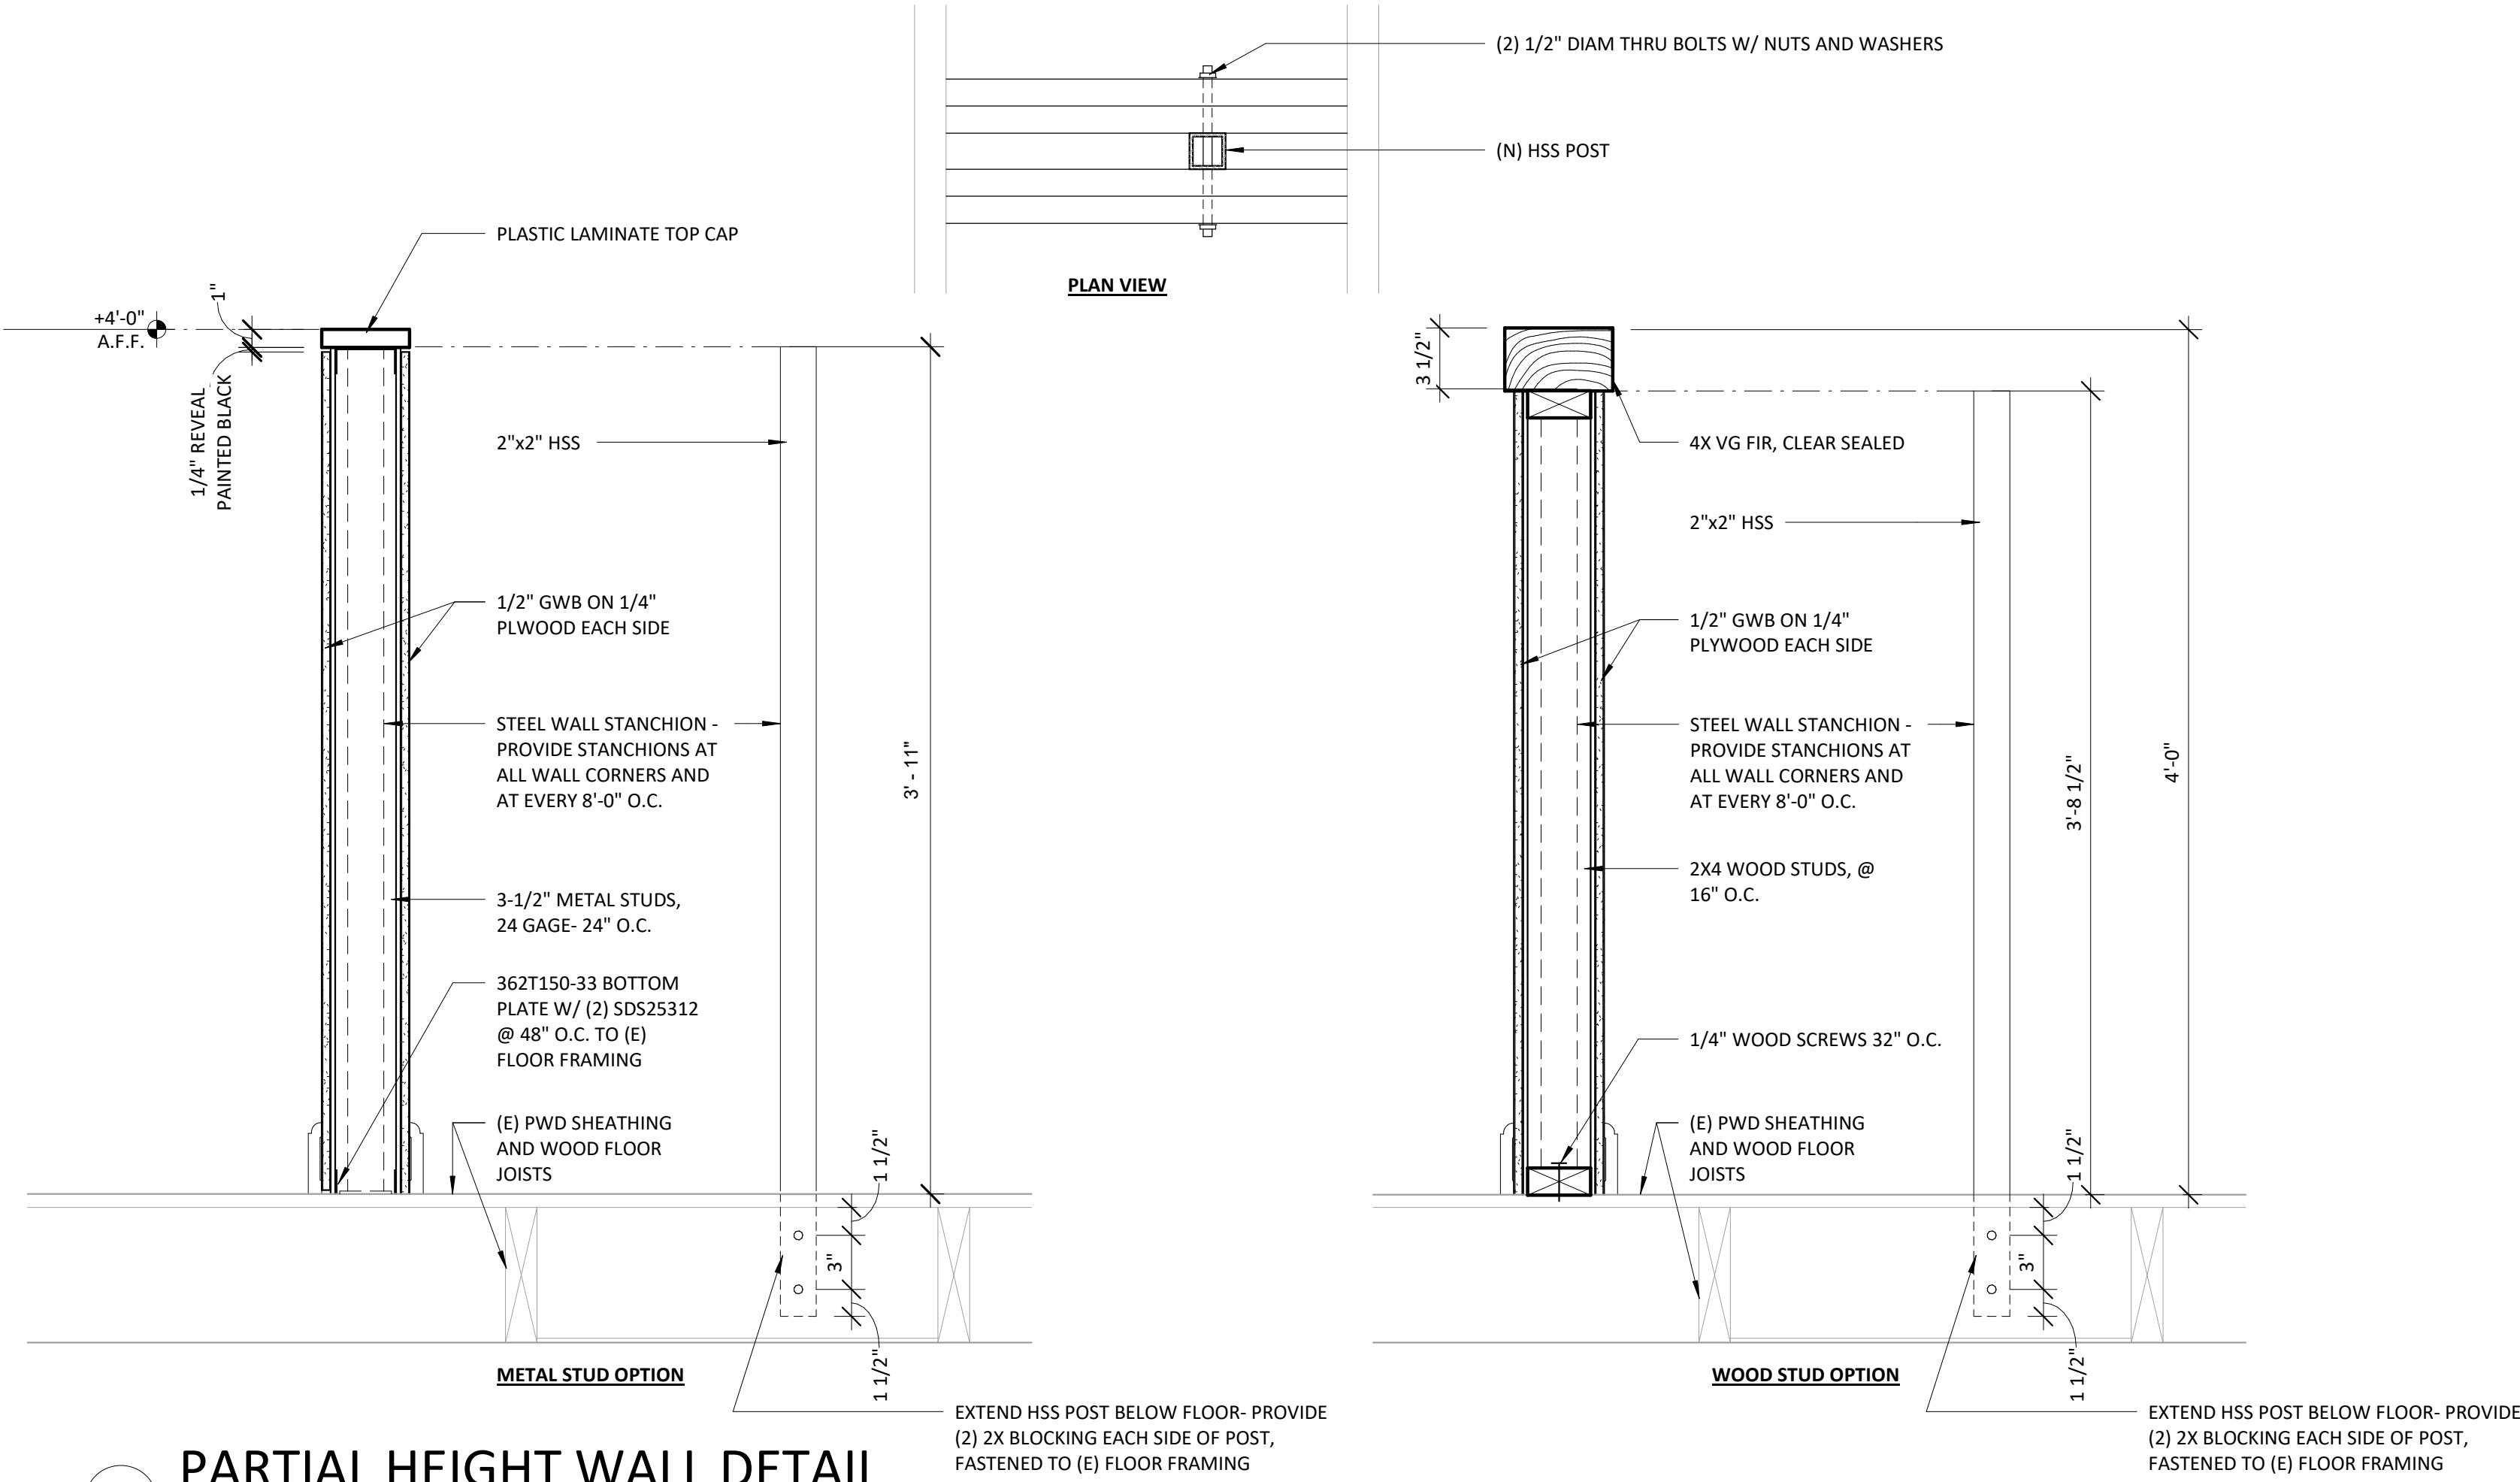 (2) 1/2" DIAM THRU BOLTS W/ NUTS AND WASHERS
(N) HSS POST
PLAN VIEW
PLASTIC LAMINATE TOP CAP
+4'-0"
A.F.F.
1"
1/4" REVEAL
PAINTED BLACK
2"x2" HSS
1/2" GWB ON 1/4"
PLWOOD EACH SIDE
STEEL WALL STANCHION -
PROVIDE STANCHIONS AT
ALL WALL CORNERS AND
AT EVERY 8'-0" O.C.
3-1/2" METAL STUDS,
24 GAGE- 24" O.C.
362T150-33 BOTTOM
PLATE W/ (2) SDS25312
@ 48" O.C. TO (E)
FLOOR FRAMING
(E) PWD SHEATHING
AND WOOD FLOOR
JOISTS
3' - 11"
1 1/2"
3"
1 1/2"
METAL STUD OPTION
EXTEND HSS POST BELOW FLOOR- PROVIDE
(2) 2X BLOCKING EACH SIDE OF POST,
FASTENED TO (E) FLOOR FRAMING
3 1/2"
4X VG FIR, CLEAR SEALED
2"x2" HSS
1/2" GWB ON 1/4"
PLYWOOD EACH SIDE
STEEL WALL STANCHION -
PROVIDE STANCHIONS AT
ALL WALL CORNERS AND
AT EVERY 8'-0" O.C.
2X4 WOOD STUDS, @
16" O.C.
1/4" WOOD SCREWS 32" O.C.
(E) PWD SHEATHING
AND WOOD FLOOR
JOISTS
3'-8 1/2"
4'-0"
1 1/2"
3"
1 1/2"
WOOD STUD OPTION
EXTEND HSS POST BELOW FLOOR- PROVIDE
(2) 2X BLOCKING EACH SIDE OF POST,
FASTENED TO (E) FLOOR FRAMING
PARTIAL HEIGHT WALL DETAIL